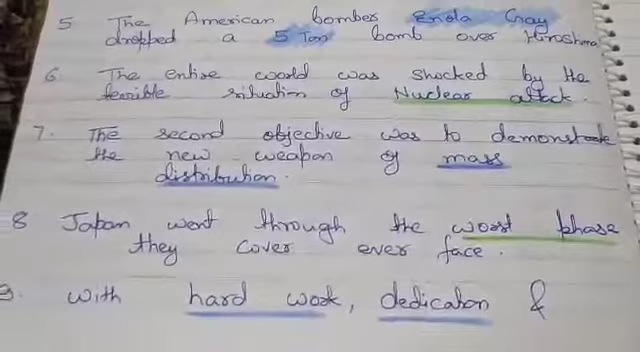 5 The American bomber Enola Gray
dropped a 5 Ton bomb over Hiroshima
6 The entire world was shocked by the
terrible situation of Nuclear attack.
7. The second objective was to demonstrate
the new weapon of mass
distribution.
8 Japan went through the worst phase
they cover ever face.
9. with hard work, dedication &